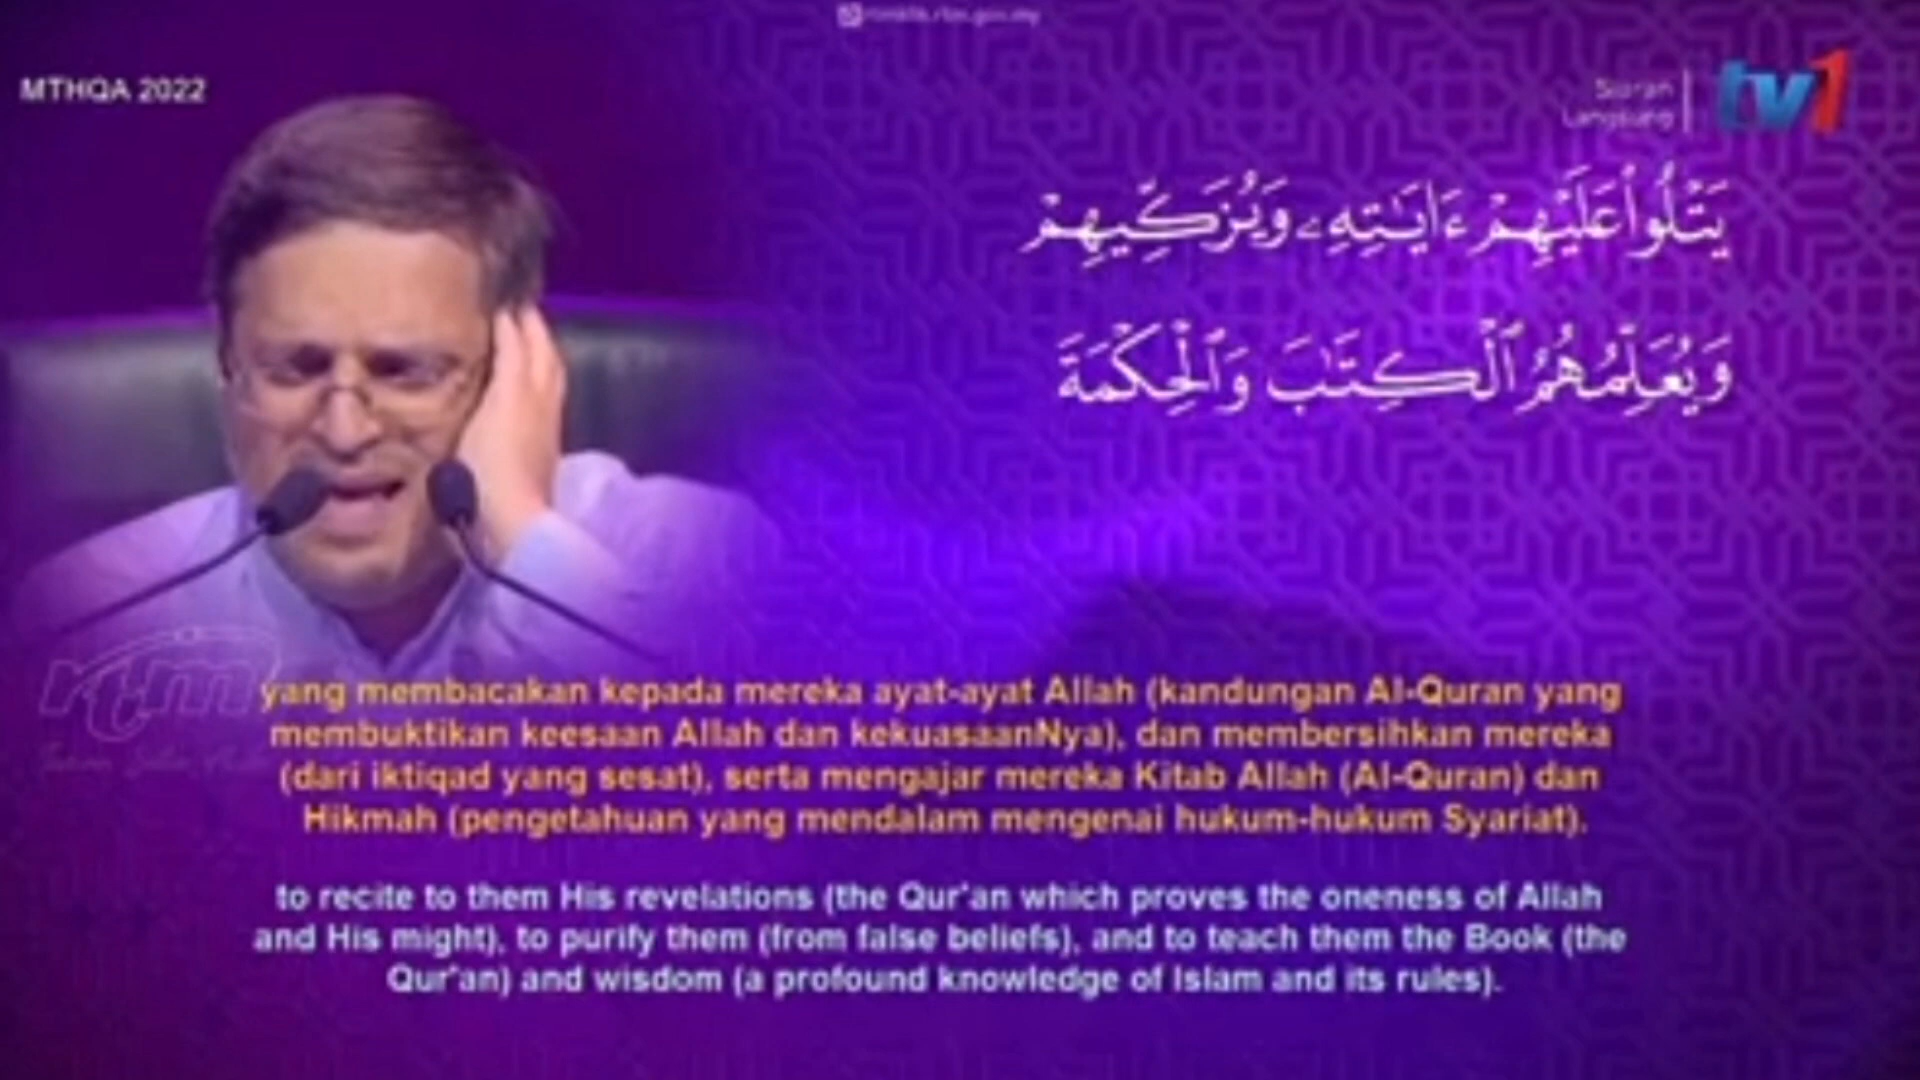 MTHQA 2022
Siaran
Langsung
tv1
يَتْلُواْ عَلَيْهِمْ ءَايَـٰتِهِۦ وَيُزَكِّيهِمْ
وَيُعَلِّمُهُمُ ٱلْكِتَـٰبَ وَٱلْحِكْمَةَ
rtm
yang membacakan kepada mereka ayat-ayat Allah (kandungan Al-Quran yang
membuktikan keesaan Allah dan kekuasaanNya), dan membersihkan mereka
(dari iktiqad yang sesat), serta mengajar mereka Kitab Allah (Al-Quran) dan
Hikmah (pengetahuan yang mendalam mengenai hukum-hukum Syariat).
to recite to them His revelations (the Qur'an which proves the oneness of Allah
and His might), to purify them (from false beliefs), and to teach them the Book (the
Qur'an) and wisdom (a profound knowledge of Islam and its rules).